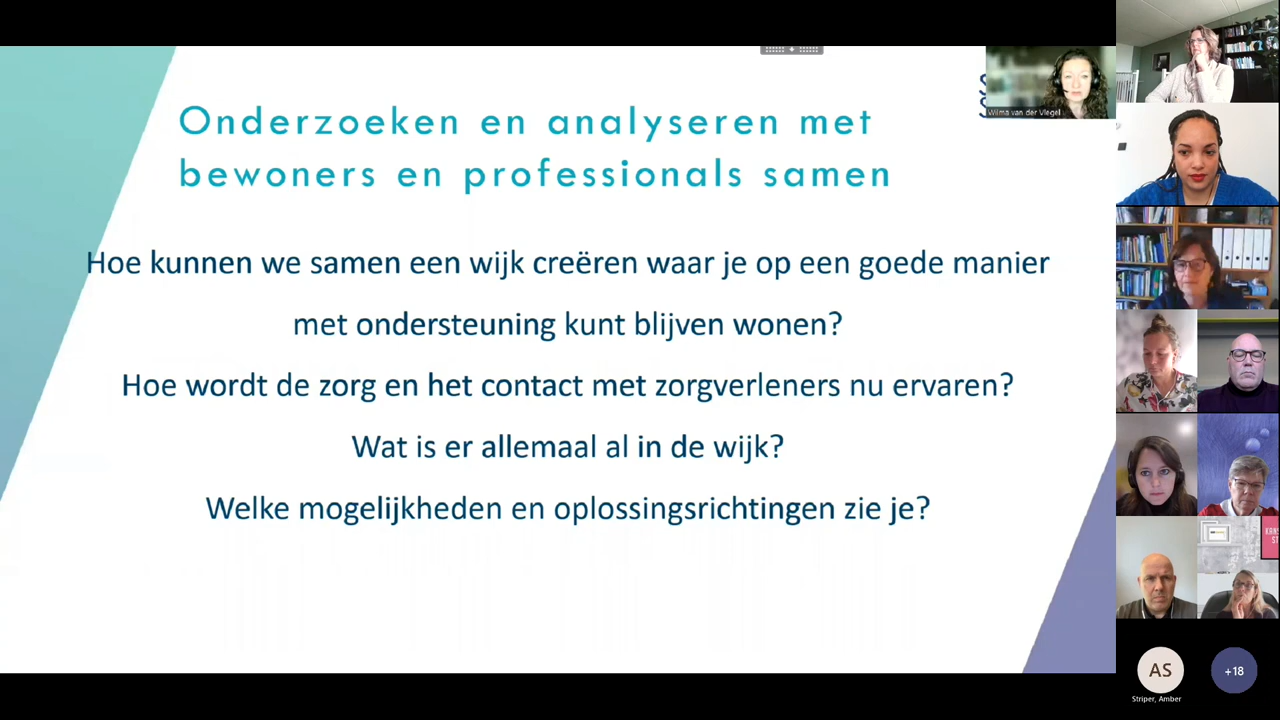 Onderzoeken en analyseren met
bewoners en professionals samen
Wilma van der Vlegel
Hoe kunnen we samen een wijk creëren waar je op een goede manier
met ondersteuning kunt blijven wonen?
Hoe wordt de zorg en het contact met zorgverleners nu ervaren?
Wat is er allemaal al in de wijk?
Welke mogelijkheden en oplossingsrichtingen zie je?
AS
Striper, Amber
+18